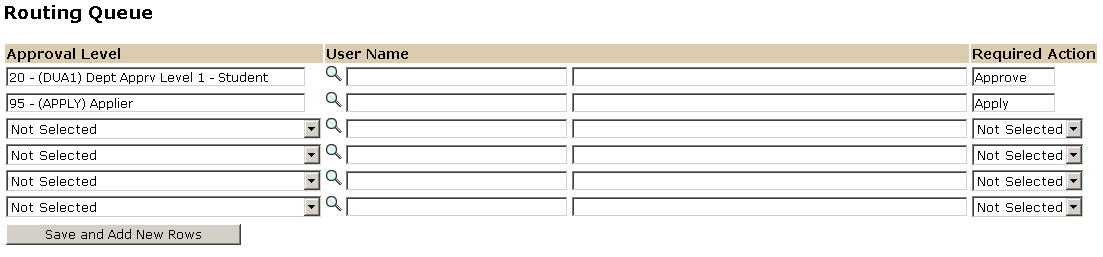 Routing Queue
Approval Level User Name Required Action
20 - (DUA1) Dept Apprv Level 1 - Student Approve
95 - (APPLY) Applier Apply
Not Selected Not Selected
Not Selected Not Selected
Not Selected Not Selected
Not Selected Not Selected
Save and Add New Rows